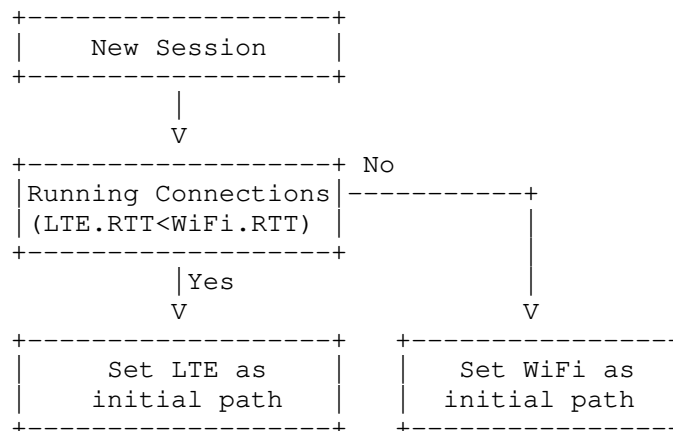 New Session
V
No
Running Connections
(LTE.RTT<WiFi.RTT)
Yes
V V
Set LTE as Set WiFi as
initial path initial path